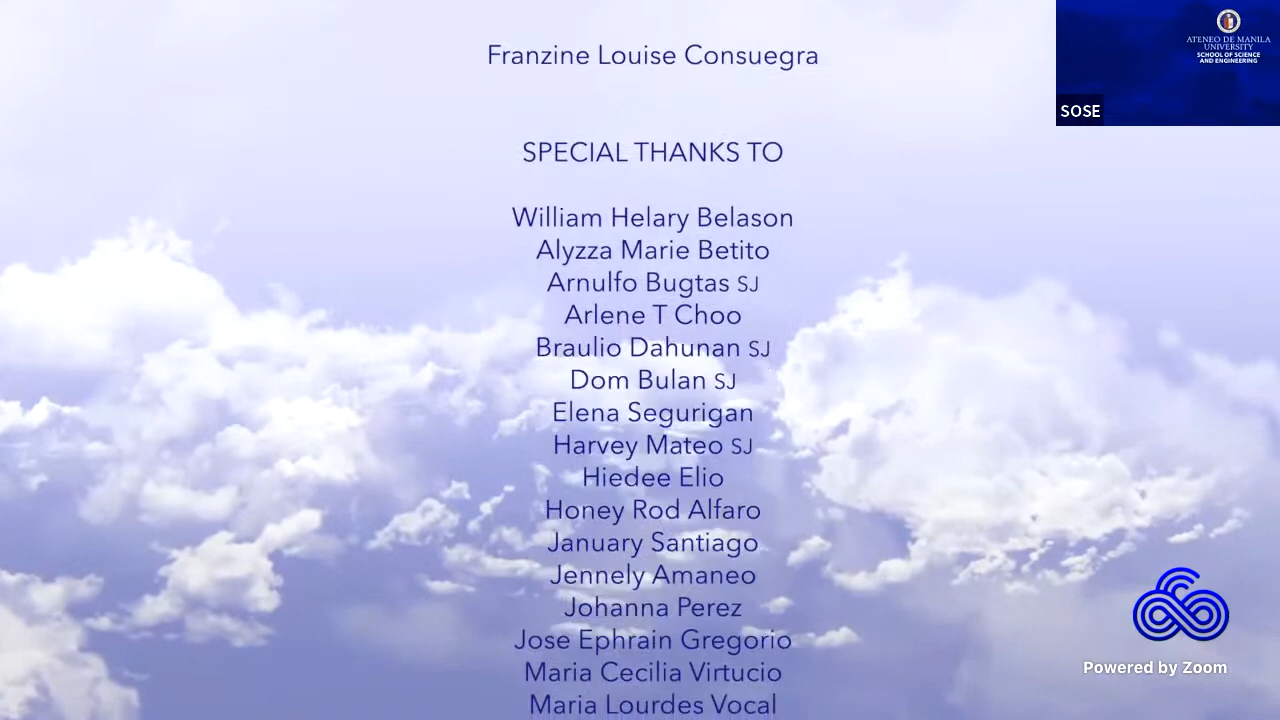 Franzine Louise Consuegra
ATENEO DE MANILA
UNIVERSITY
SCHOOL OF SCIENCE
AND ENGINEERING
SOSE
SPECIAL THANKS TO
William Helary Belason
Alyzza Marie Betito
Arnulfo Bugtas SJ
Arlene T Choo
Braulio Dahunan SJ
Dom Bulan SJ
Elena Segurigan
Harvey Mateo SJ
Hiedee Elio
Honey Rod Alfaro
January Santiago
Jennely Amaneo
Johanna Perez
Jose Ephrain Gregorio
Maria Cecilia Virtucio
Maria Lourdes Vocal
Powered by Zoom